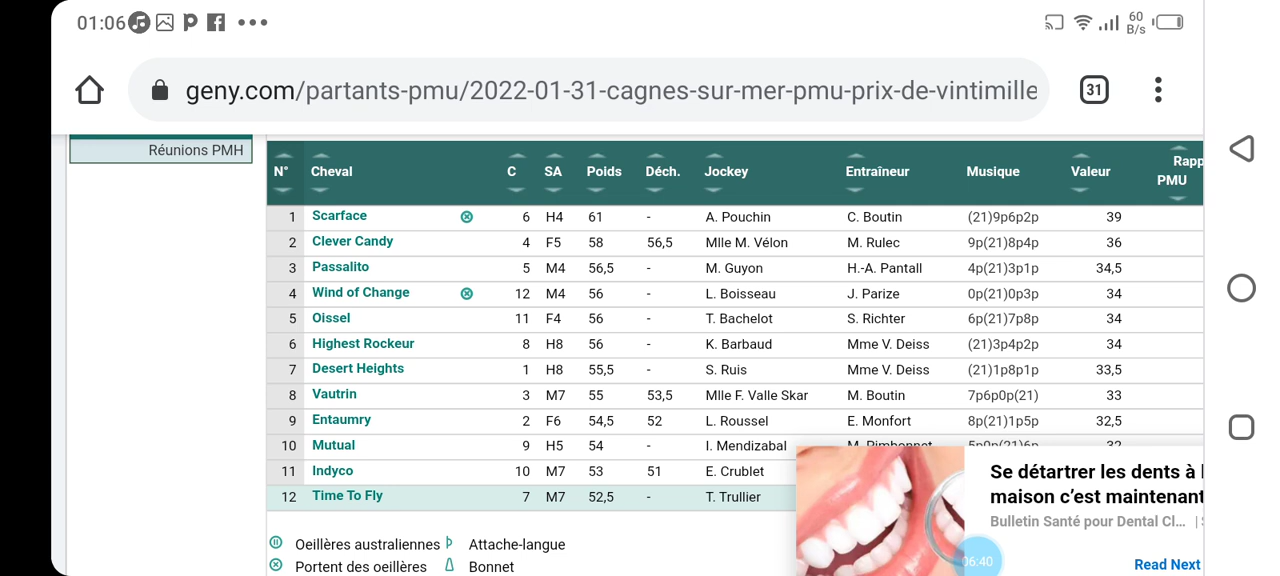 01:06
60
B/s
geny.com/partants-pmu/2022-01-31-cagnes-sur-mer-pmu-prix-de-vintimille
31
Réunions PMH
N° Cheval C SA Poids Déch. Jockey Entraîneur Musique Valeur Rapp
PMU
1 Scarface 6 H4 61 - A. Pouchin C. Boutin (21)9p6p2p 39
2 Clever Candy 4 F5 58 56,5 Mlle M. Vélon M. Rulec 9p(21)8p4p 36
3 Passalito 5 M4 56,5 - M. Guyon H.-A. Pantall 4p(21)3p1p 34,5
4 Wind of Change 12 M4 56 - L. Boisseau J. Parize 0p(21)0p3p 34
5 Oissel 11 F4 56 - T. Bachelot S. Richter 6p(21)7p8p 34
6 Highest Rockeur 8 H8 56 - K. Barbaud Mme V. Deiss (21)3p4p2p 34
7 Desert Heights 1 H8 55,5 - S. Ruis Mme V. Deiss (21)1p8p1p 33,5
8 Vautrin 3 M7 55 53,5 Mlle F. Valle Skar M. Boutin 7p6p0p(21) 33
9 Entaumry 2 F6 54,5 52 L. Roussel E. Monfort 8p(21)1p5p 32,5
10 Mutual 9 H5 54 - I. Mendizabal M. Rimbonnet 5p0p(21)6p 32
11 Indyco 10 M7 53 51 E. Crublet
12 Time To Fly 7 M7 52,5 - T. Trullier
Se détartrer les dents à
maison c'est maintenant
Bulletin Santé pour Dental Cl... |
06:40
Read Next
Oeillères australiennes Attache-langue
Portent des oeillères Bonnet